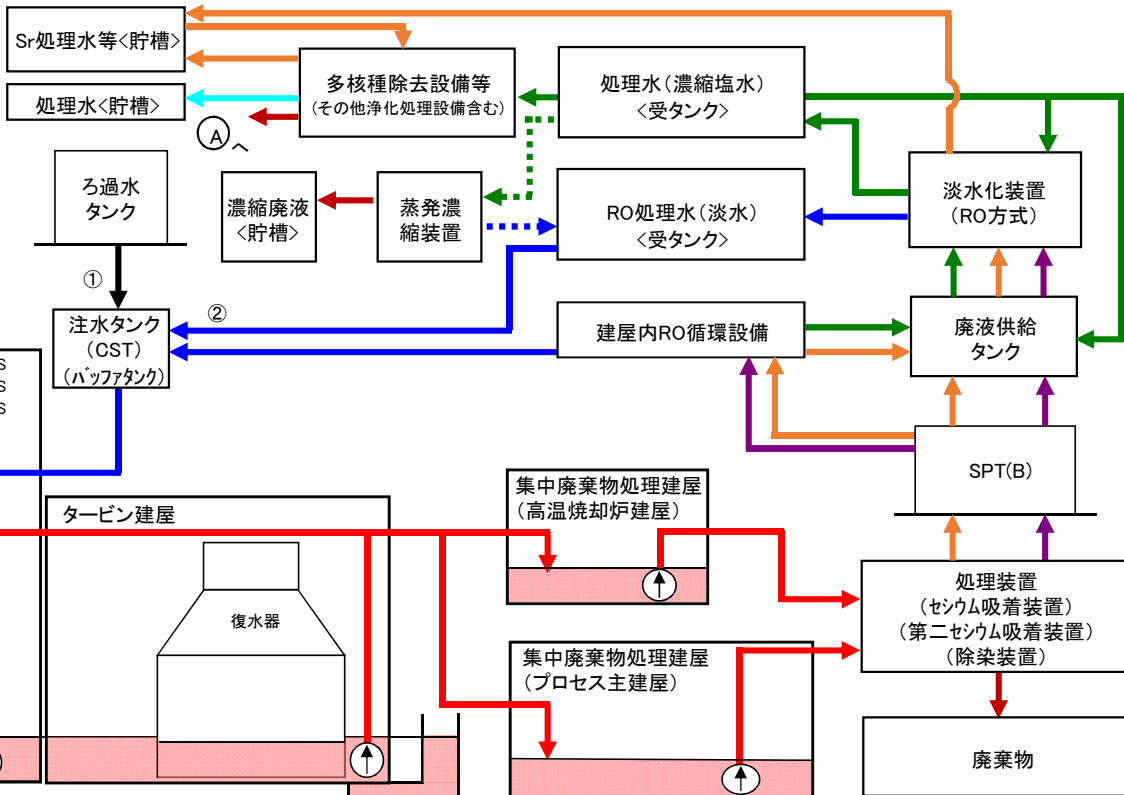 Sr処理水等<貯槽>
処理水<貯槽>
多核種除去設備等
(その他浄化処理設備含む)
A へ
処理水(濃縮塩水)
<受タンク>
淡水化装置
(RO方式)
ろ過水
タンク
濃縮廃液
<貯槽>
蒸発濃
縮装置
RO処理水(淡水)
<受タンク>
①
②
注水タンク
(CST)
(バッファタンク)
建屋内RO循環設備
廃液供給
タンク
S
S
S
SPT(B)
タービン建屋
復水器
集中廃棄物処理建屋
(高温焼却炉建屋)
集中廃棄物処理建屋
(プロセス主建屋)
処理装置
(セシウム吸着装置)
(第二セシウム吸着装置)
(除染装置)
廃棄物